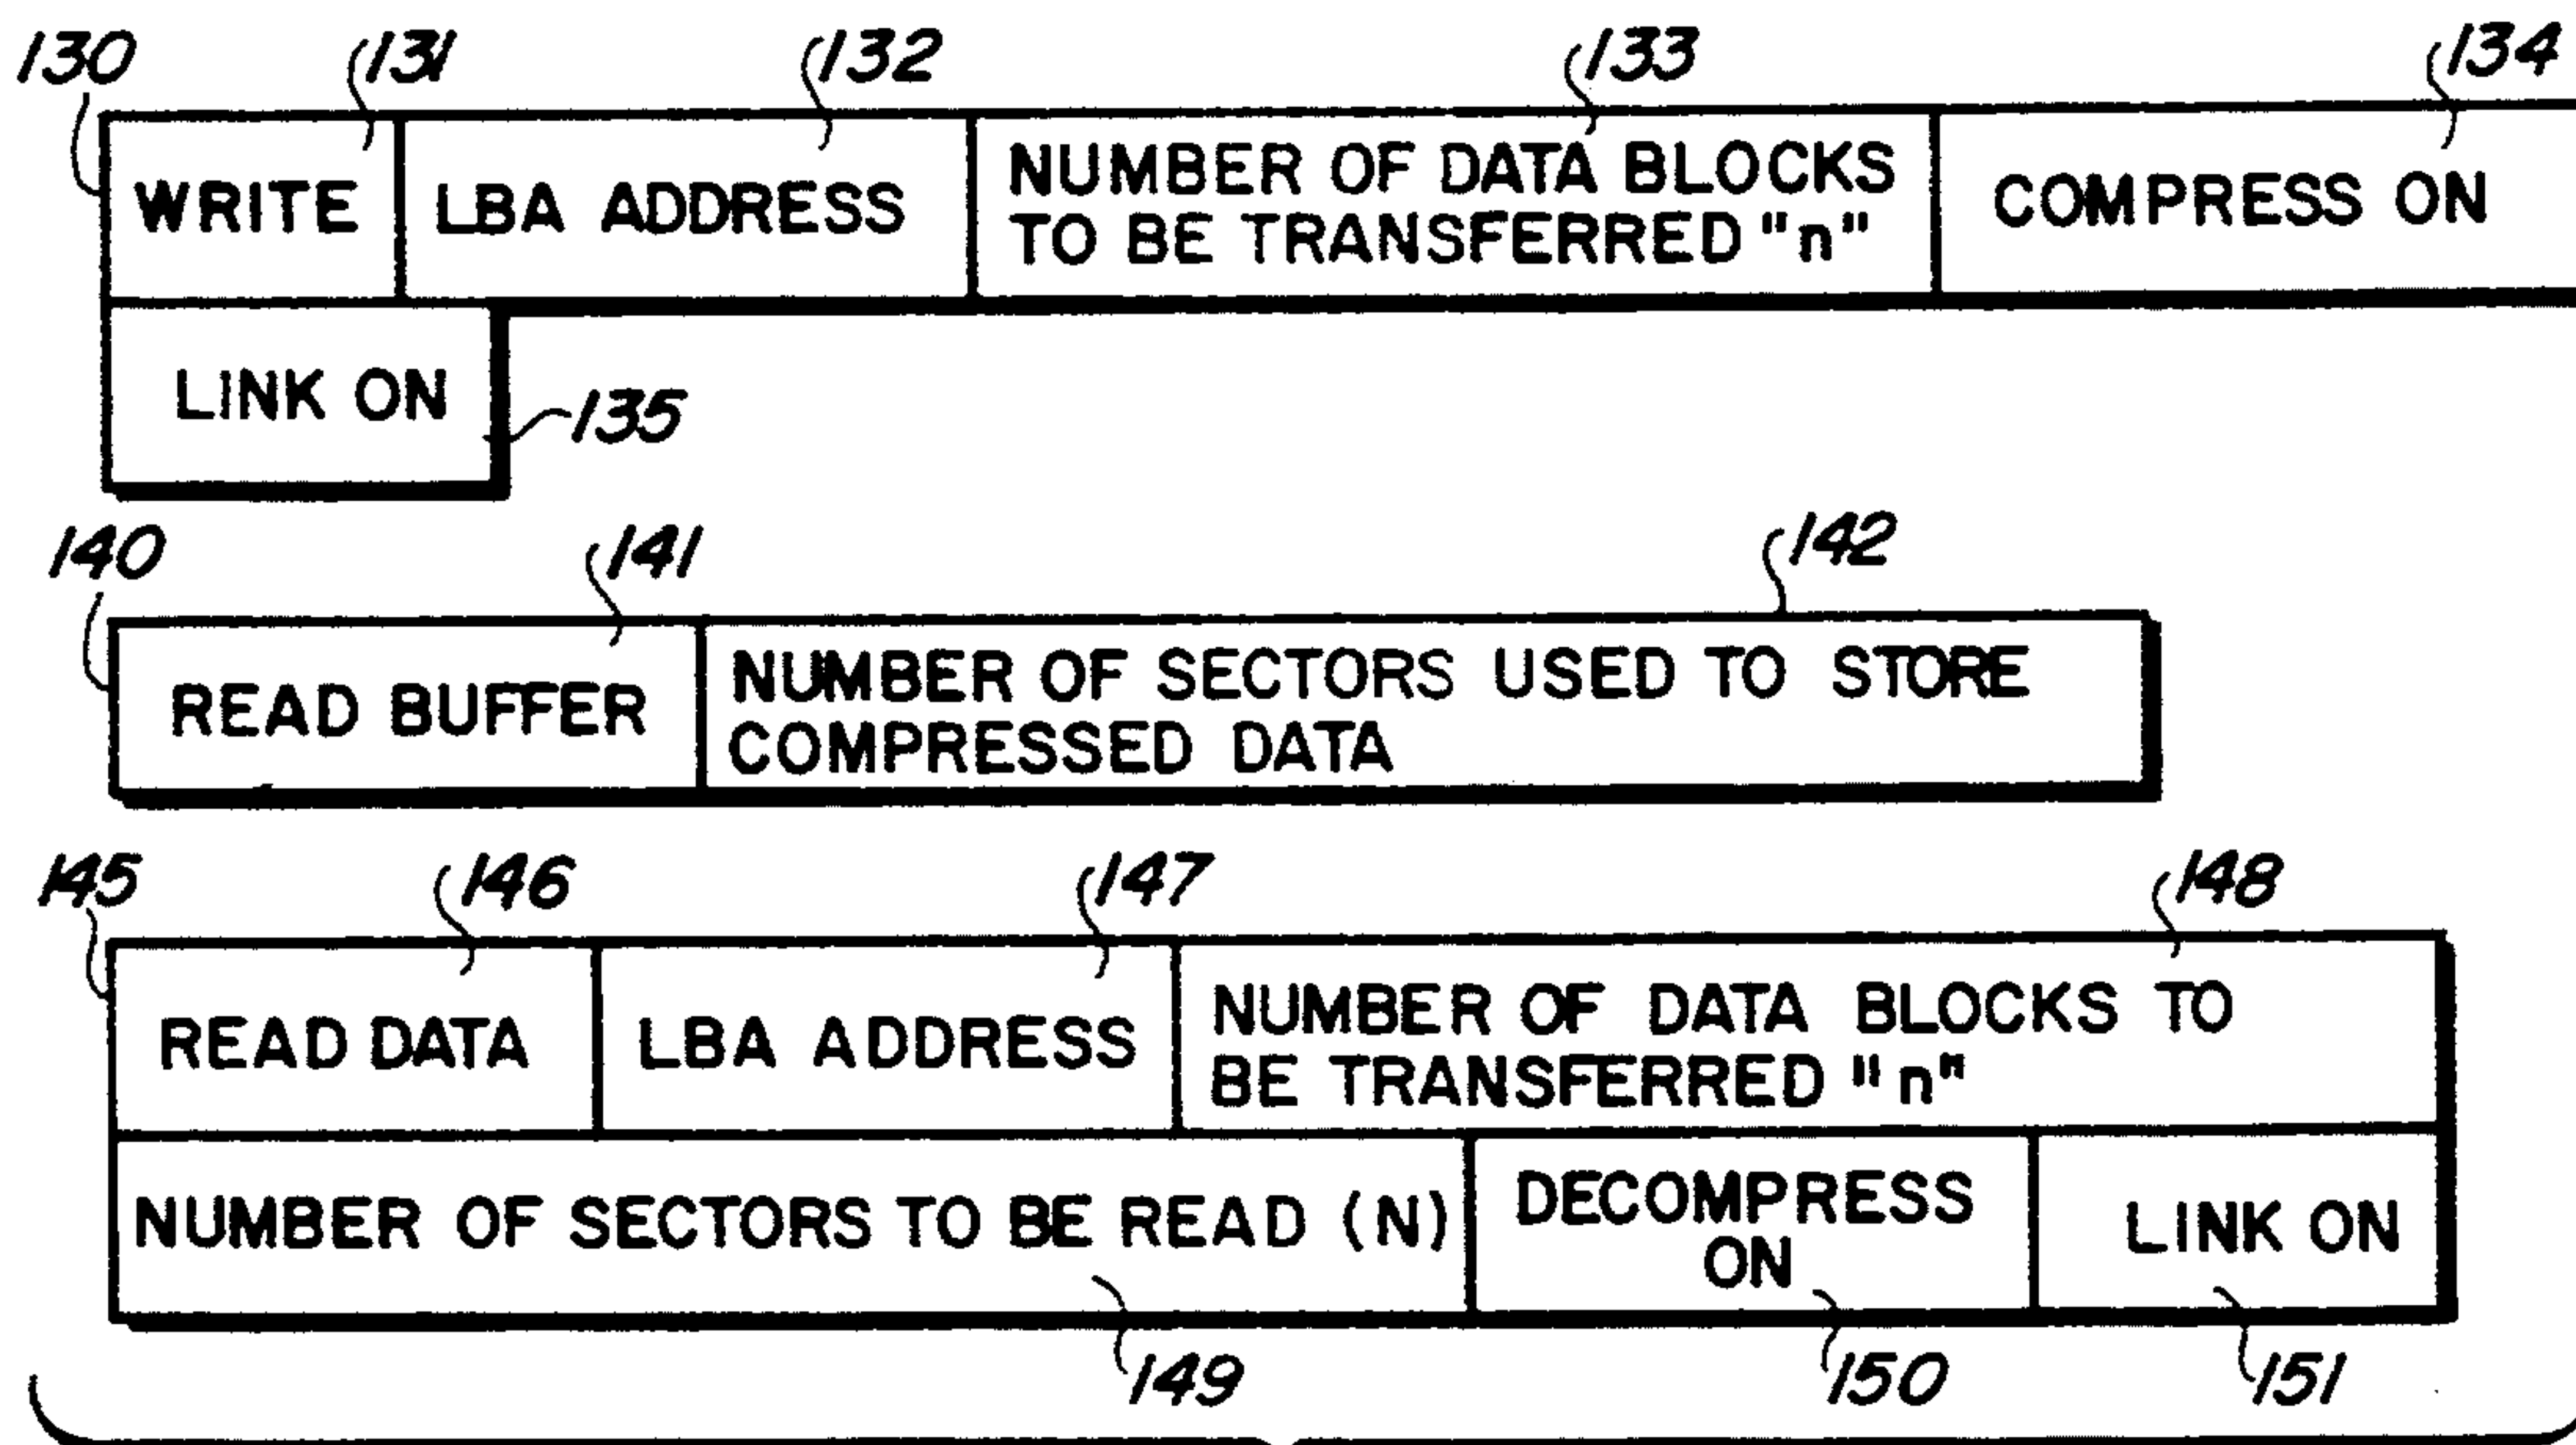 130 131 132 133 134
WRITE LBA ADDRESS NUMBER OF DATA BLOCKS TO BE TRANSFERRED "n" COMPRESS ON
LINK ON 135
140 141 142
READ BUFFER NUMBER OF SECTORS USED TO STORE COMPRESSED DATA
145 146 147 148
READ DATA LBA ADDRESS NUMBER OF DATA BLOCKS TO BE TRANSFERRED "n"
NUMBER OF SECTORS TO BE READ (N) DECOMPRESS ON LINK ON
149 150 151